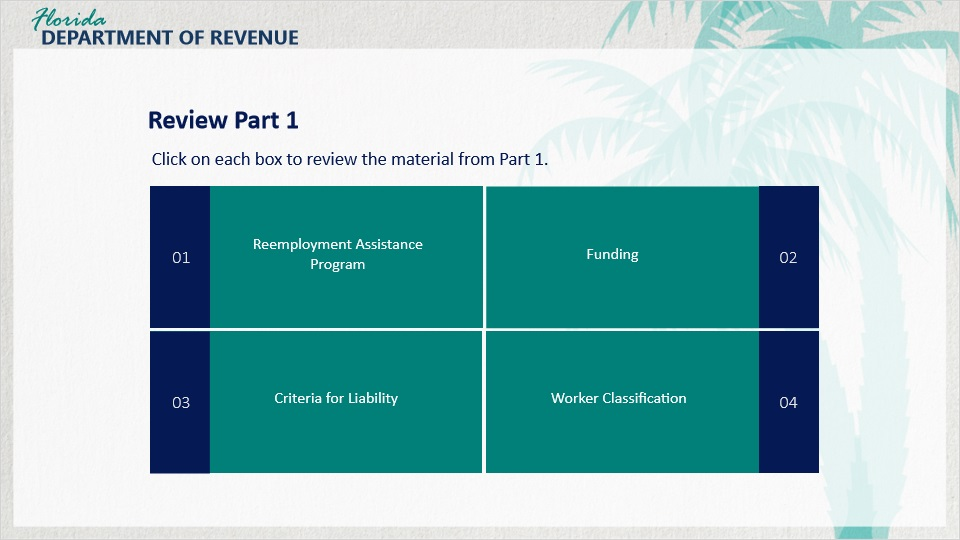 Florida
DEPARTMENT OF REVENUE
Review Part 1
Click on each box to review the material from Part 1.
01
Reemployment Assistance
Program
Funding
02
03
Criteria for Liability
Worker Classification
04